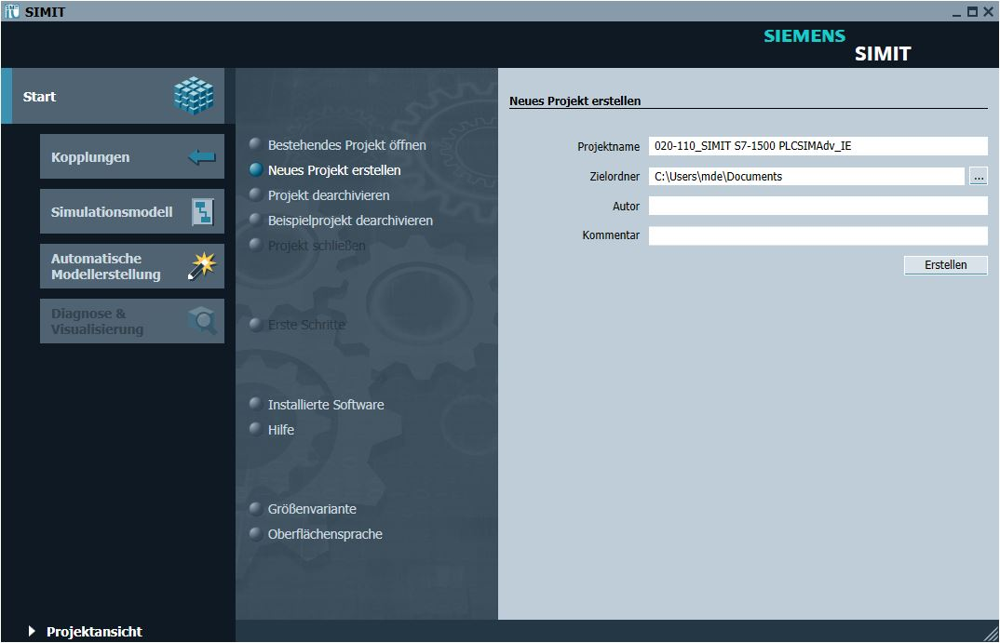 SIMIT
SIEMENS
SIMIT
Start
Kopplungen
Simulationsmodell
Automatische
Modellerstellung
Diagnose &
Visualisierung
Projektansicht
Bestehendes Projekt öffnen
Neues Projekt erstellen
Projekt dearchivieren
Beispielprojekt dearchivieren
Projekt schließen
Erste Schritte
Installierte Software
Hilfe
Größenvariante
Oberflächensprache
Neues Projekt erstellen
Projektname 020-110_SIMIT S7-1500 PLCSIMAdv_IE
Zielordner C:\Users\mde\Documents ...
Autor
Kommentar
Erstellen